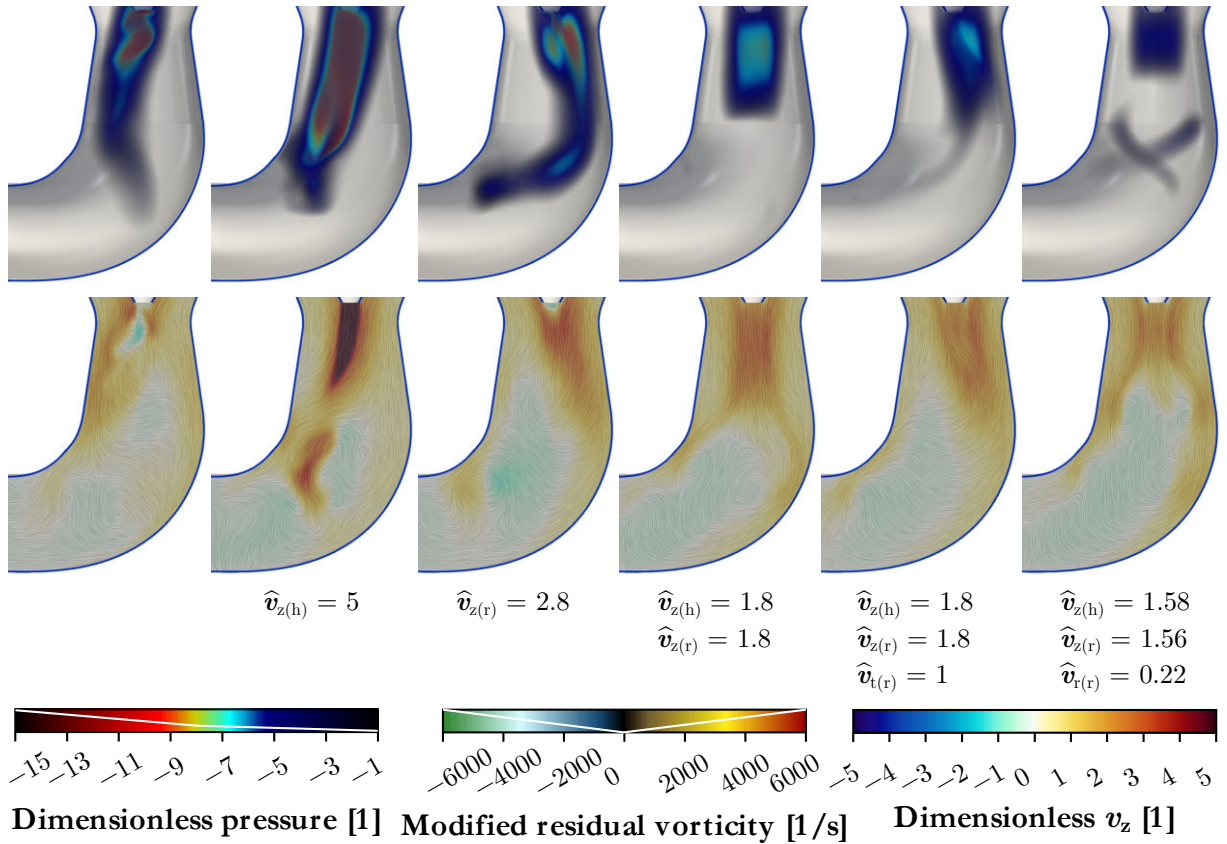 v̂z(h) = 5 v̂z(r) = 2.8 v̂z(h) = 1.8 v̂z(h) = 1.8 v̂z(h) = 1.58
v̂z(r) = 1.8 v̂z(r) = 1.8 v̂z(r) = 1.56
v̂t(r) = 1 v̂r(r) = 0.22
−15 −13 −11 −9 −7 −5 −3 −1
Dimensionless pressure [1]
−6000 −4000 −2000 0 2000 4000 6000
Modified residual vorticity [1/s]
−5 −4 −3 −2 −1 0 1 2 3 4 5
Dimensionless vz [1]